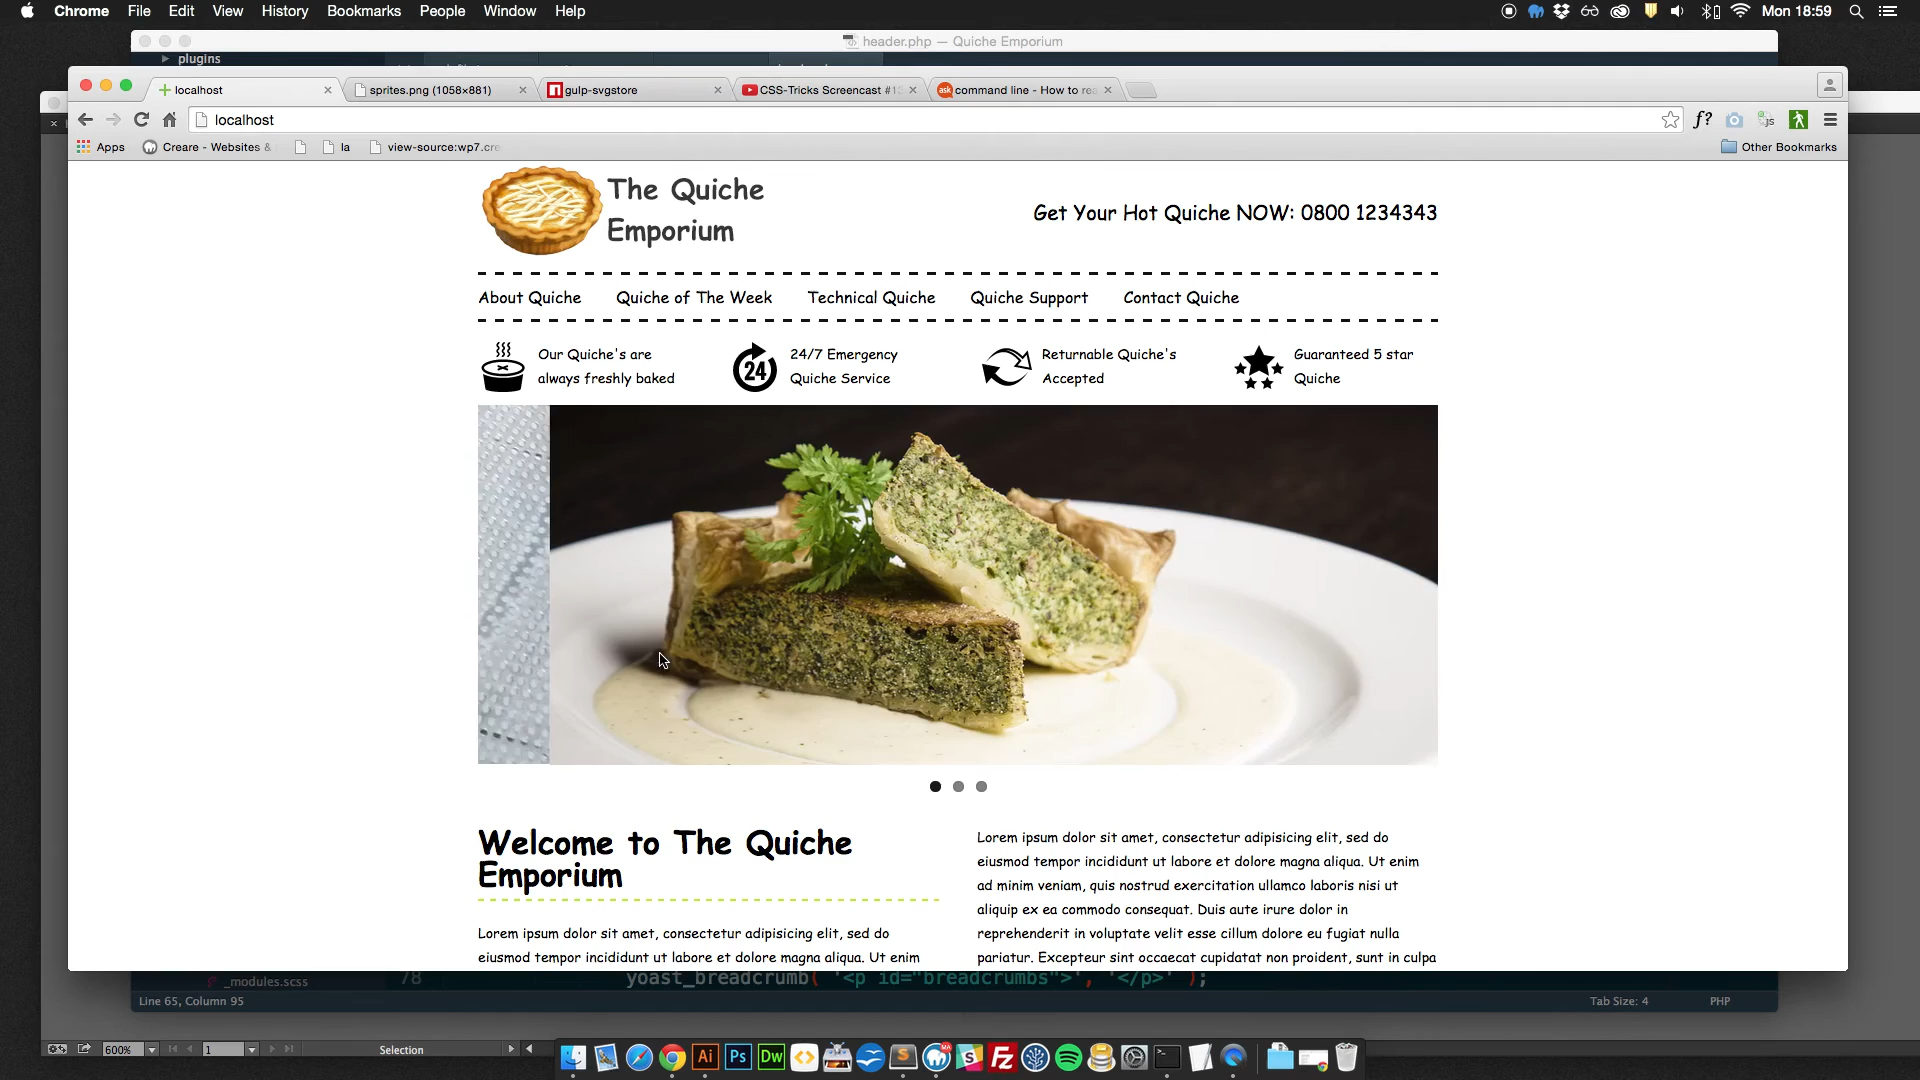 Chrome File Edit View History Bookmarks People Window Help Mon 18:59
header.php — Quiche Emporium
plugins
localhost sprites.png (1058×881) gulp-svgstore CSS-Tricks Screencast command line - How to
localhost f?
Apps Creare - Websites & la view-source:wp7.cre Other Bookmarks
The Quiche
Emporium
Get Your Hot Quiche NOW: 0800 1234343
About Quiche Quiche of The Week Technical Quiche Quiche Support Contact Quiche
Our Quiche's are
always freshly baked
24
24/7 Emergency
Quiche Service
Returnable Quiche's
Accepted
Guaranteed 5 star
Quiche
Welcome to The Quiche
Emporium
Lorem ipsum dolor sit amet, consectetur adipisicing elit, sed do
eiusmod tempor incididunt ut labore et dolore magna aliqua. Ut enim
Lorem ipsum dolor sit amet, consectetur adipisicing elit, sed do
eiusmod tempor incididunt ut labore et dolore magna aliqua. Ut enim
ad minim veniam, quis nostrud exercitation ullamco laboris nisi ut
aliquip ex ea commodo consequat. Duis aute irure dolor in
reprehenderit in voluptate velit esse cillum dolore eu fugiat nulla
pariatur. Excepteur sint occaecat cupidatat non proident, sunt in culpa
_modules.scss 78 yoast_breadcrumb( '<p id="breadcrumbs">', '</p>' );
Line 65, Column 95 Tab Size: 4 PHP
600% 1 Selection
Ai Ps Dw S Fz